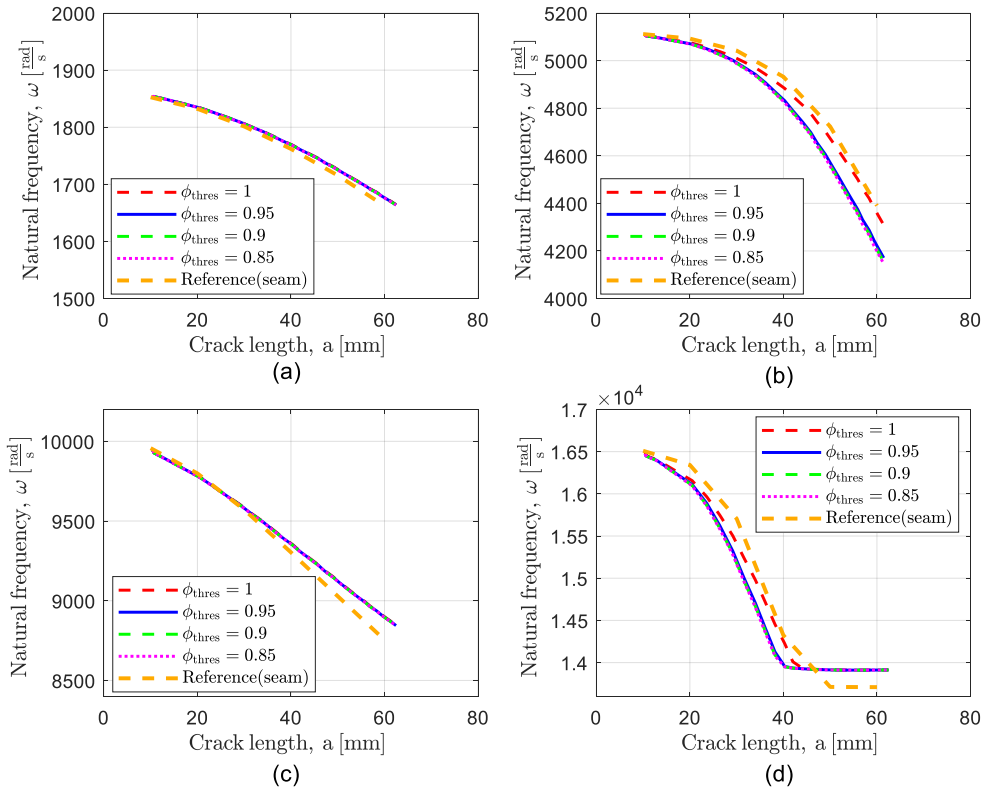 2000
1900
1800
1700
1600
1500
0 20 40 60 80
Natural frequency, ω [rad/s]
Crack length, a [mm]
ϕthres = 1
ϕthres = 0.95
ϕthres = 0.9
ϕthres = 0.85
Reference(seam)
(a)
5200
5000
4800
4600
4400
4200
4000
0 20 40 60 80
Natural frequency, ω [rad/s]
Crack length, a [mm]
ϕthres = 1
ϕthres = 0.95
ϕthres = 0.9
ϕthres = 0.85
Reference(seam)
(b)
10000
9500
9000
8500
0 20 40 60 80
Natural frequency, ω [rad/s]
Crack length, a [mm]
ϕthres = 1
ϕthres = 0.95
ϕthres = 0.9
ϕthres = 0.85
Reference(seam)
(c)
×10⁴
1.7
1.65
1.6
1.55
1.5
1.45
1.4
0 20 40 60 80
Natural frequency, ω [rad/s]
Crack length, a [mm]
ϕthres = 1
ϕthres = 0.95
ϕthres = 0.9
ϕthres = 0.85
Reference(seam)
(d)